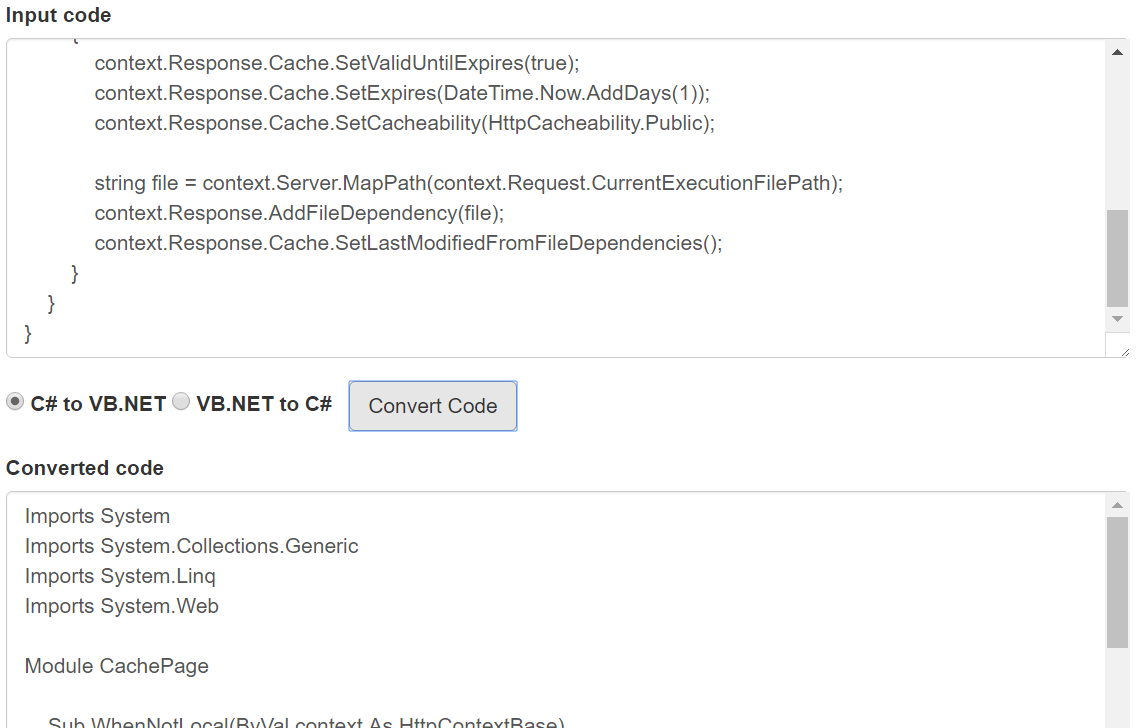 Input code
{
context.Response.Cache.SetValidUntilExpires(true);
context.Response.Cache.SetExpires(DateTime.Now.AddDays(1));
context.Response.Cache.SetCacheability(HttpCacheability.Public);
string file = context.Server.MapPath(context.Request.CurrentExecutionFilePath);
context.Response.AddFileDependency(file);
context.Response.Cache.SetLastModifiedFromFileDependencies();
}
}
}
C# to VB.NET VB.NET to C# Convert Code
Converted code
Imports System
Imports System.Collections.Generic
Imports System.Linq
Imports System.Web
Module CachePage
Sub WhenNotLocal(ByVal context As HttpContextBase)